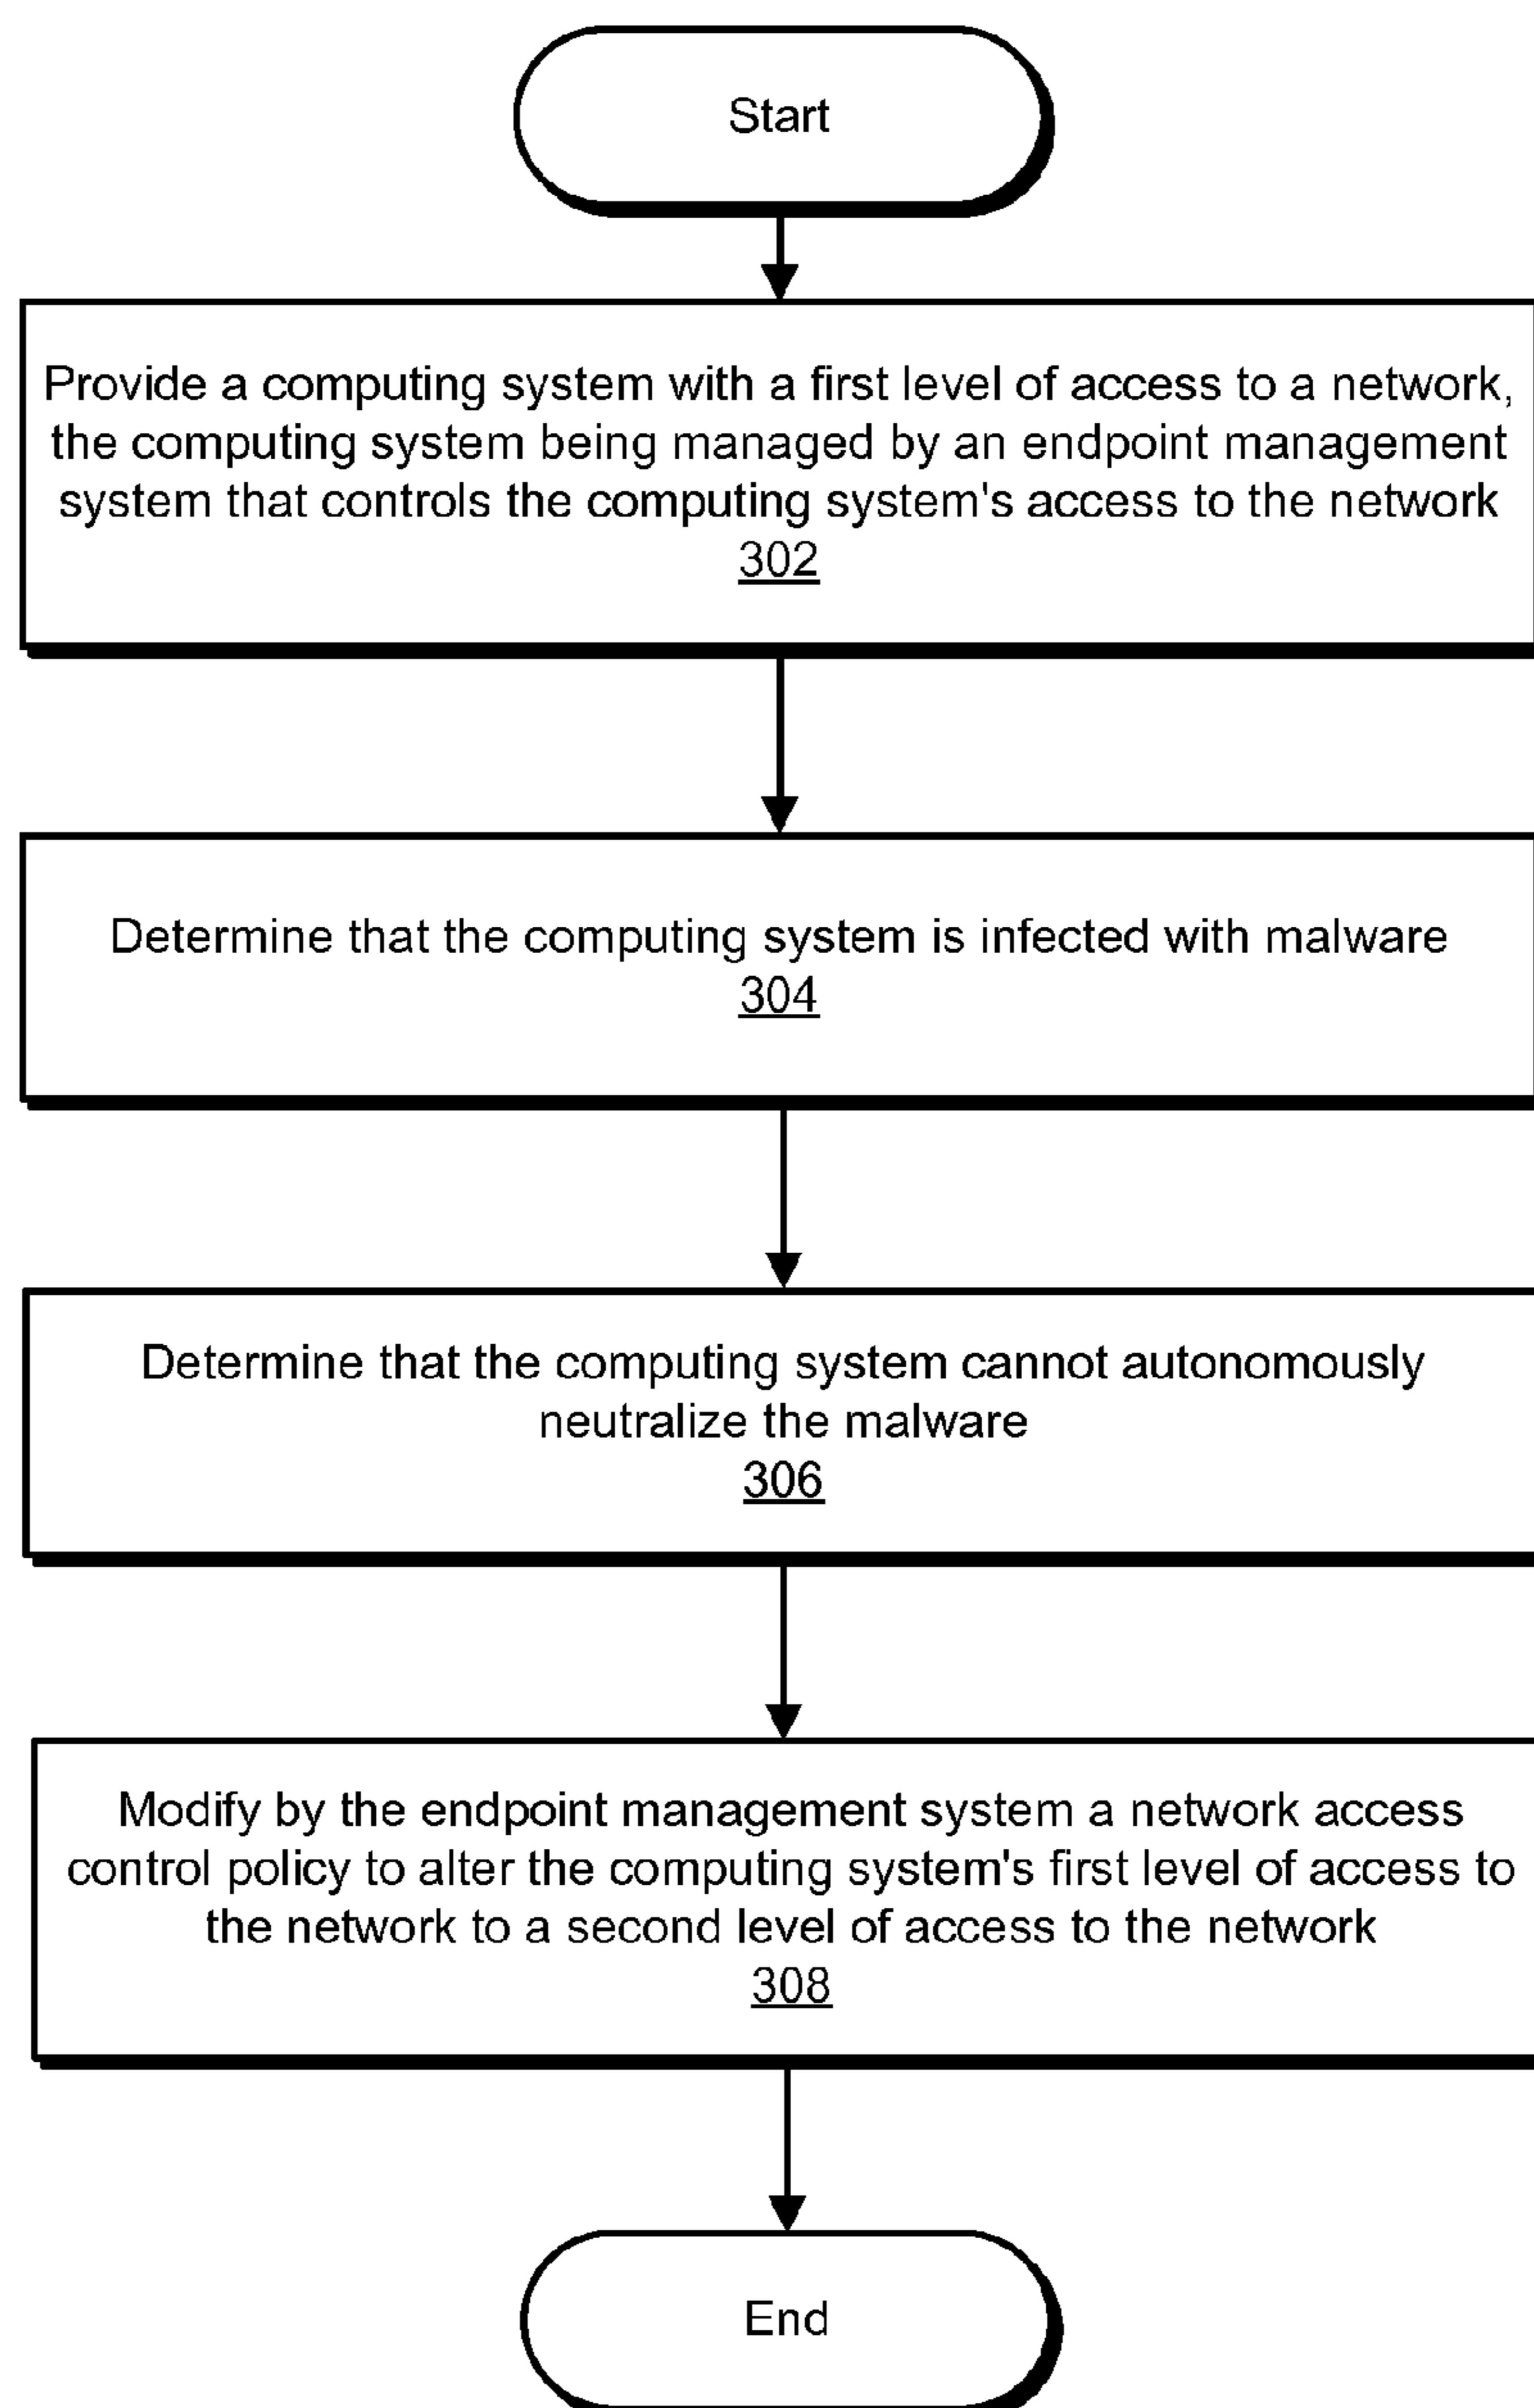 Start
Provide a computing system with a first level of access to a network,
the computing system being managed by an endpoint management
system that controls the computing system's access to the network
302
Determine that the computing system is infected with malware
304
Determine that the computing system cannot autonomously
neutralize the malware
306
Modify by the endpoint management system a network access
control policy to alter the computing system's first level of access to
the network to a second level of access to the network
308
End